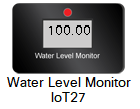 100.00
Water Level Monitor
Water Level Monitor
IoT27